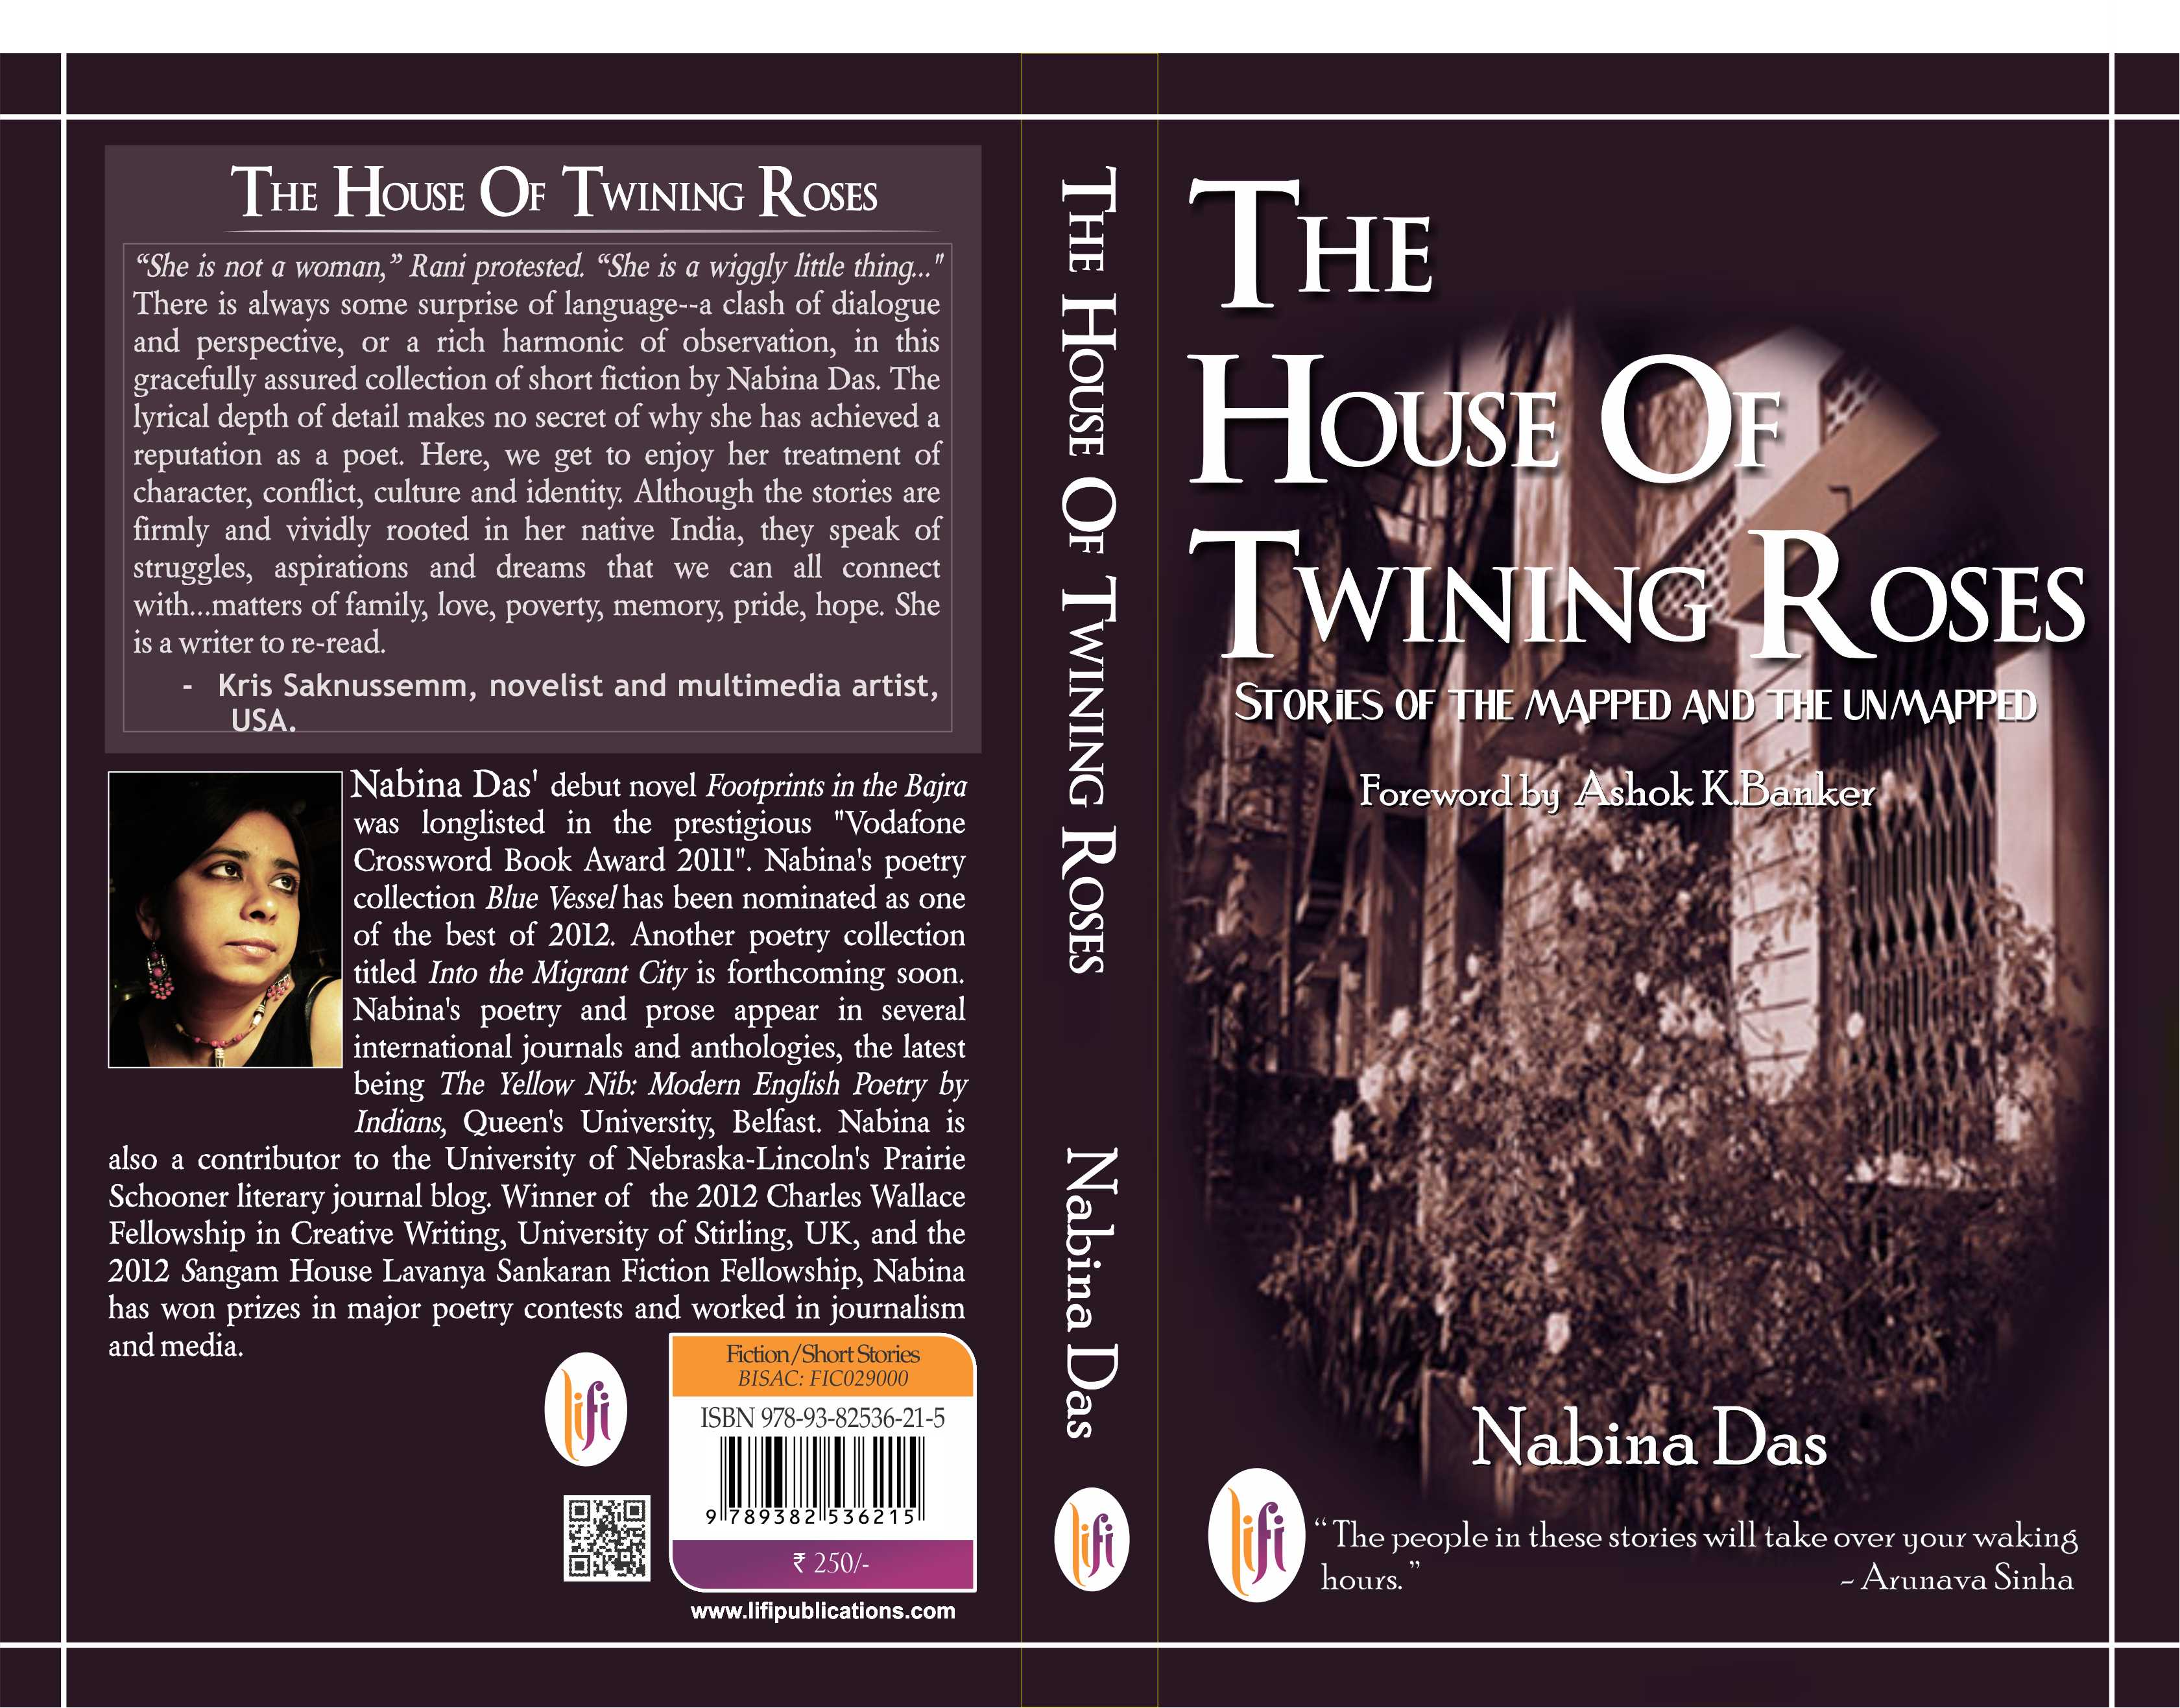 THE HOUSE OF TWINING ROSES
“She is not a woman,” Rani protested. “She is a wiggly little thing..."
There is always some surprise of language--a clash of dialogue
and perspective, or a rich harmonic of observation, in this
gracefully assured collection of short fiction by Nabina Das. The
lyrical depth of detail makes no secret of why she has achieved a
reputation as a poet. Here, we get to enjoy her treatment of
character, conflict, culture and identity. Although the stories are
firmly and vividly rooted in her native India, they speak of
struggles, aspirations and dreams that we can all connect
with...matters of family, love, poverty, memory, pride, hope. She
is a writer to re-read.
- Kris Saknussemm, novelist and multimedia artist,
USA.
Nabina Das' debut novel Footprints in the Bajra
was longlisted in the prestigious "Vodafone
Crossword Book Award 2011". Nabina's poetry
collection Blue Vessel has been nominated as one
of the best of 2012. Another poetry collection
titled Into the Migrant City is forthcoming soon.
Nabina's poetry and prose appear in several
international journals and anthologies, the latest
being The Yellow Nib: Modern English Poetry by
Indians, Queen's University, Belfast. Nabina is
also a contributor to the University of Nebraska-Lincoln's Prairie
Schooner literary journal blog. Winner of the 2012 Charles Wallace
Fellowship in Creative Writing, University of Stirling, UK, and the
2012 Sangam House Lavanya Sankaran Fiction Fellowship, Nabina
has won prizes in major poetry contests and worked in journalism
and media.
lifi
Fiction/Short Stories
BISAC: FIC029000
ISBN 978-93-82536-21-5
9 789382 536215
₹ 250/-
www.lifipublications.com
THE HOUSE OF TWINING ROSES
Nabina Das
lifi
THE
HOUSE OF
TWINING ROSES
STORiES OF THE MAPPED AND THE UNMAPPED
Foreword by Ashok K.Banker
Nabina Das
lifi
“The people in these stories will take over your waking
hours.”
- Arunava Sinha